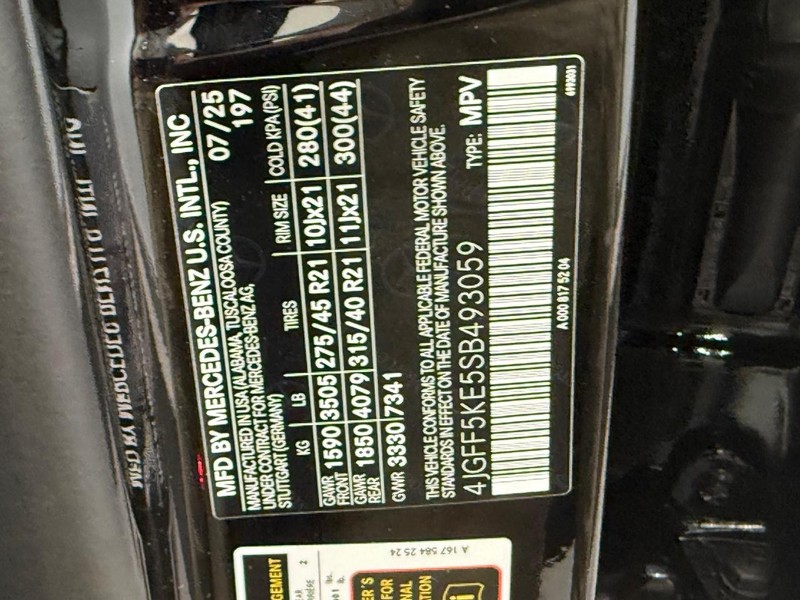 MFD BY MERCEDES-BENZ U.S. INTL., INC
MANUFACTURED IN USA (ALABAMA, TUSCALOOSA COUNTY) 07/25
UNDER CONTRACT FOR MERCEDES-BENZ AG, 197
STUTTGART (GERMANY)
KG LB TIRES RIM SIZE COLD KPA(PSI)
GAWR FRONT 1590 3505 275/45 R21 10Jx21 280(41)
GAWR REAR 1850 4079 315/40 R21 11Jx21 300(44)
GWR 3330 7341
THIS VEHICLE CONFORMS TO ALL APPLICABLE FEDERAL MOTOR VEHICLE SAFETY
STANDARDS IN EFFECT ON THE DATE OF MANUFACTURE SHOWN ABOVE.
4JGFF5KE5SB493059 TYPE: MPV
A 000 817 52 04
A 167 584 25 24